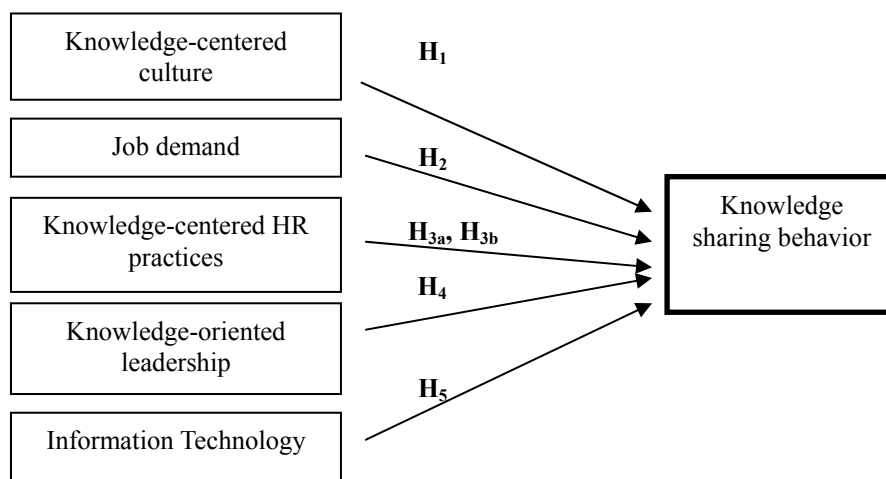 Knowledge-centered
culture
H₁
Job demand
H₂
Knowledge-centered HR
practices
H₃ₐ, H₃b
Knowledge-oriented
leadership
H₄
Information Technology
H₅
Knowledge
sharing behavior